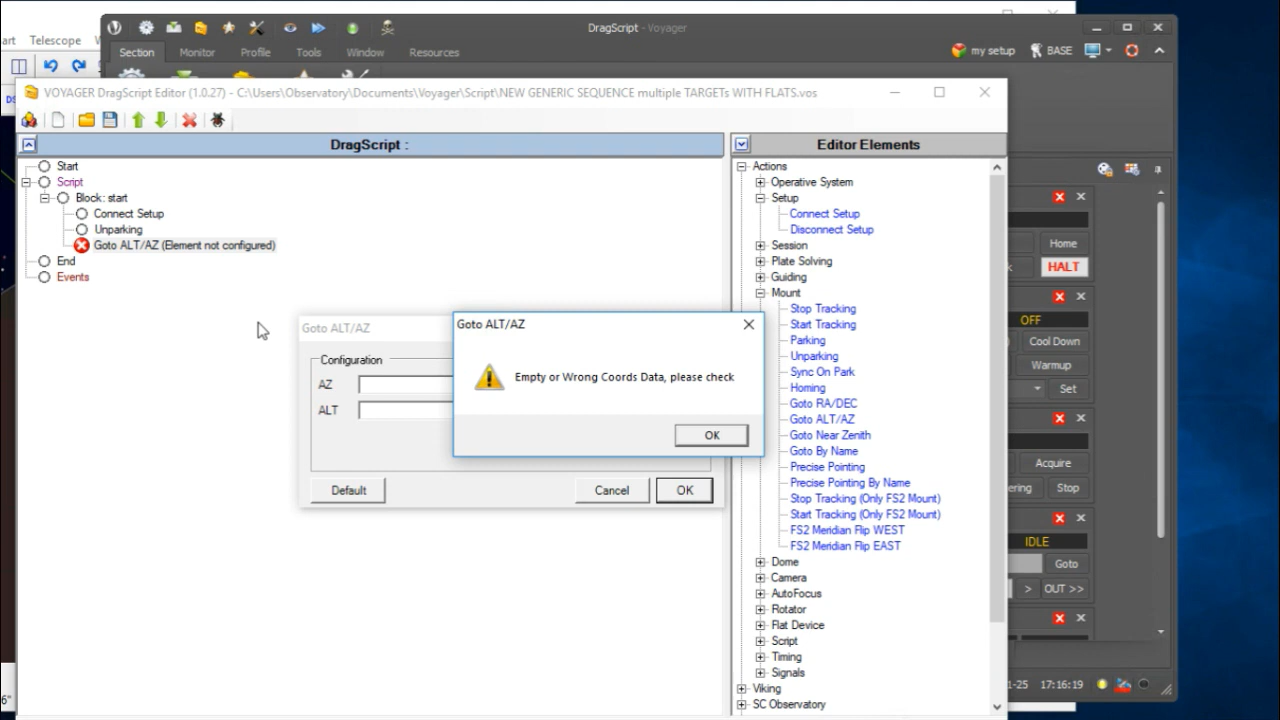 DragScript - Voyager
art Telescope
Section Monitor Profile Tools Window Resources
my setup BASE
VOYAGER DragScript Editor (1.0.27) - C:\Users\Observatory\Documents\Voyager\Script\NEW GENERIC SEQUENCE multiple TARGETs WITH FLATS.vos
DragScript :
Editor Elements
Start
Script
Block: start
Connect Setup
Unparking
Goto ALT/AZ (Element not configured)
End
Events
Goto ALT/AZ
Configuration
AZ
ALT
Default
Cancel
OK
Goto ALT/AZ
Empty or Wrong Coords Data, please check
OK
Actions
Operative System
Setup
Connect Setup
Disconnect Setup
Session
Plate Solving
Guiding
Mount
Stop Tracking
Start Tracking
Parking
Unparking
Sync On Park
Homing
Goto RA/DEC
Goto ALT/AZ
Goto Near Zenith
Goto By Name
Precise Pointing
Precise Pointing By Name
Stop Tracking (Only FS2 Mount)
Start Tracking (Only FS2 Mount)
FS2 Meridian Flip WEST
FS2 Meridian Flip EAST
Dome
Camera
AutoFocus
Rotator
Flat Device
Script
Timing
Signals
Viking
SC Observatory
Home
k HALT
OFF
Cool Down
Warmup
Set
Acquire
ering Stop
IDLE
Goto
> OUT >>
1-25 17:16:19
6"